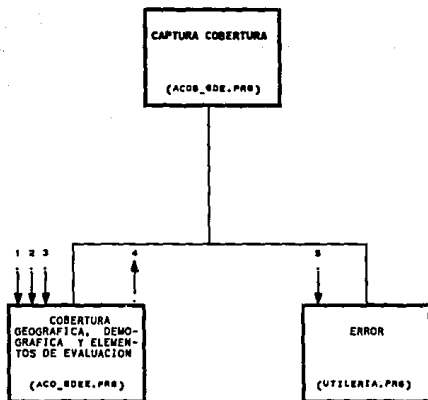 CAPTURA COBERTURA
(ACOB_GDE.PRG)
1 2 3
4
5
COBERTURA
GEOGRAFICA, DEMO-
GRAFICA Y ELEMEN-
TOS DE EVALUACION
(ACO_GDEE.PRG)
ERROR
(UTILERIA.PRG)